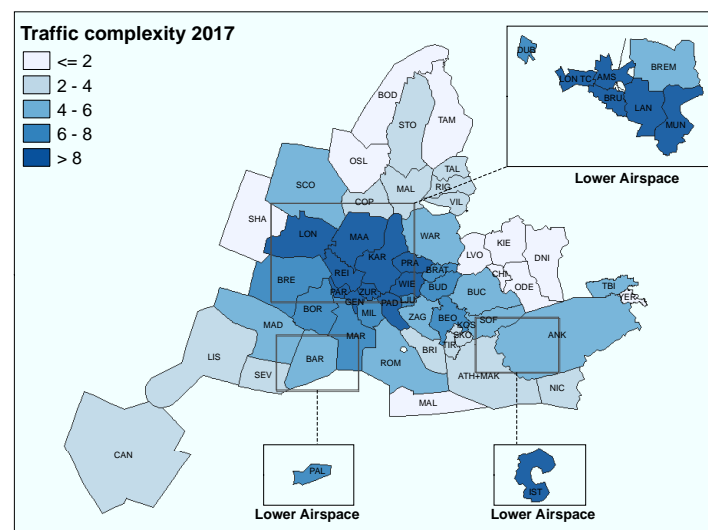 Traffic complexity 2017
<= 2
2 - 4
4 - 6
6 - 8
> 8
DUB
LON TC
AMS
BREM
BRU
LAN
MUN
Lower Airspace
BOD
TAM
STO
OSL
TAL
SCO
MAL
RIG
COP
VIL
SHA
LON
MAA
WAR
KIE
LVO
DNI
KAR
PRA
REI
BRAT
CHI
BRE
WIE
BUD
ODE
TBI
PAR
ZUR
BUC
YER
GEN
PAD
LJU
BOR
MIL
ZAG
BEO
KOS
SOF
MAD
MAR
SKO
ANK
BRI
TIR
LIS
BAR
ROM
SEV
ATH+MAK
NIC
MAL
CAN
PAL
IST
Lower Airspace
Lower Airspace